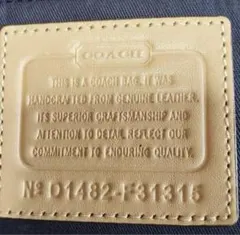 COACH
THIS IS A COACH BAG. IT WAS
HANDCRAFTED FROM GENUINE LEATHER.
ITS SUPERIOR CRAFTSMANSHIP AND
ATTENTION TO DETAIL REFLECT OUR
COMMITMENT TO ENDURING QUALITY.
Nº D1482-F31315